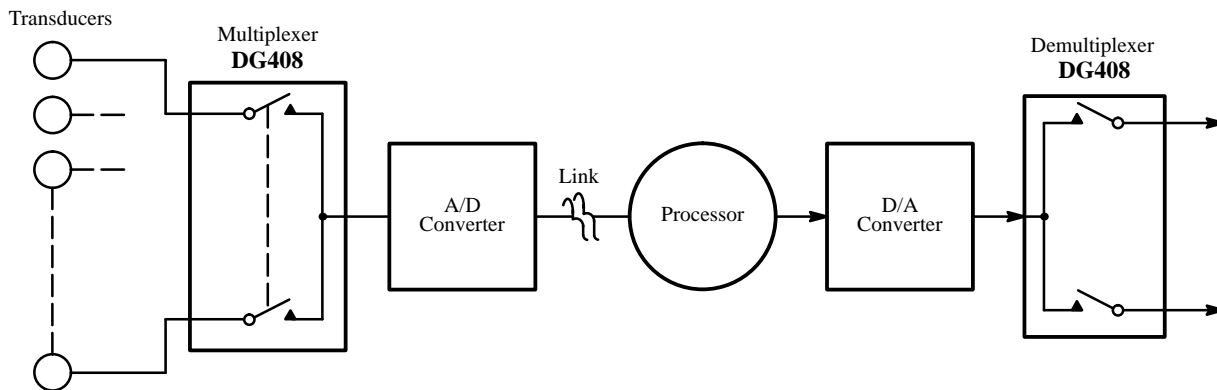 Transducers
Multiplexer
DG408
A/D
Converter
Link
Processor
D/A
Converter
Demultiplexer
DG408